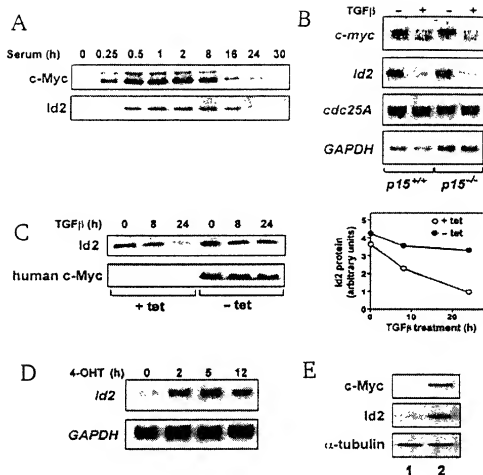 A
Serum (h) 0 0.25 0.5 1 2 8 16 24 30
c-Myc
Id2
B
TGFβ - + - +
c-myc
Id2
cdc25A
GAPDH
p15+/+ p15-/-
C
TGFβ (h) 0 8 24 0 8 24
Id2
human c-Myc
+ tet - tet
Id2 protein
(arbitrary units)
5
4
3
2
1
0
+ tet
- tet
0 10 20
TGFβ treatment (h)
D
4-OHT (h) 0 2 5 12
Id2
GAPDH
E
c-Myc
Id2
α-tubulin
1 2